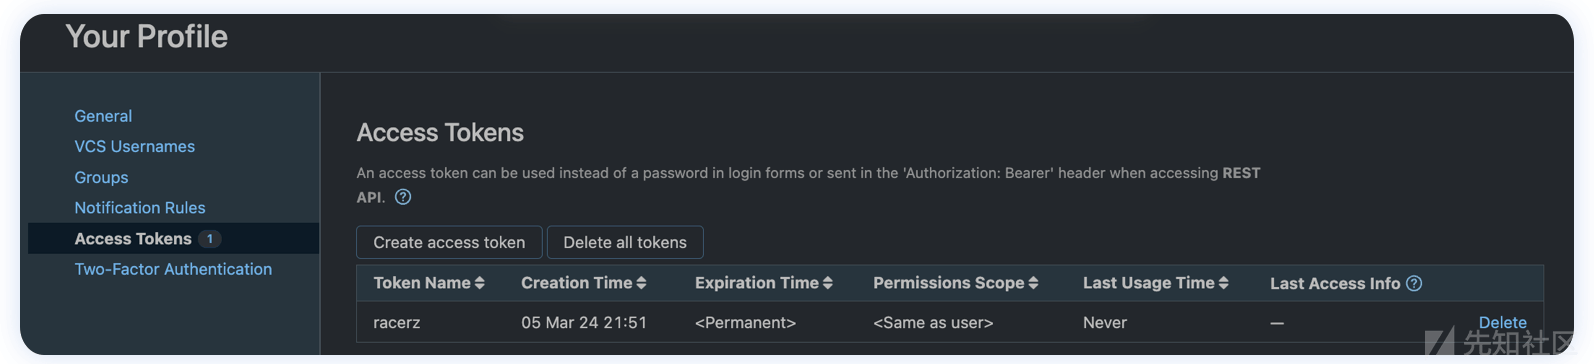 Your Profile
General
VCS Usernames
Groups
Notification Rules
Access Tokens 1
Two-Factor Authentication
Access Tokens
An access token can be used instead of a password in login forms or sent in the 'Authorization: Bearer' header when accessing REST
API. ?
Create access token Delete all tokens
Token Name Creation Time Expiration Time Permissions Scope Last Usage Time Last Access Info ?
racerz 05 Mar 24 21:51 <Permanent> <Same as user> Never — Delete
先知社区